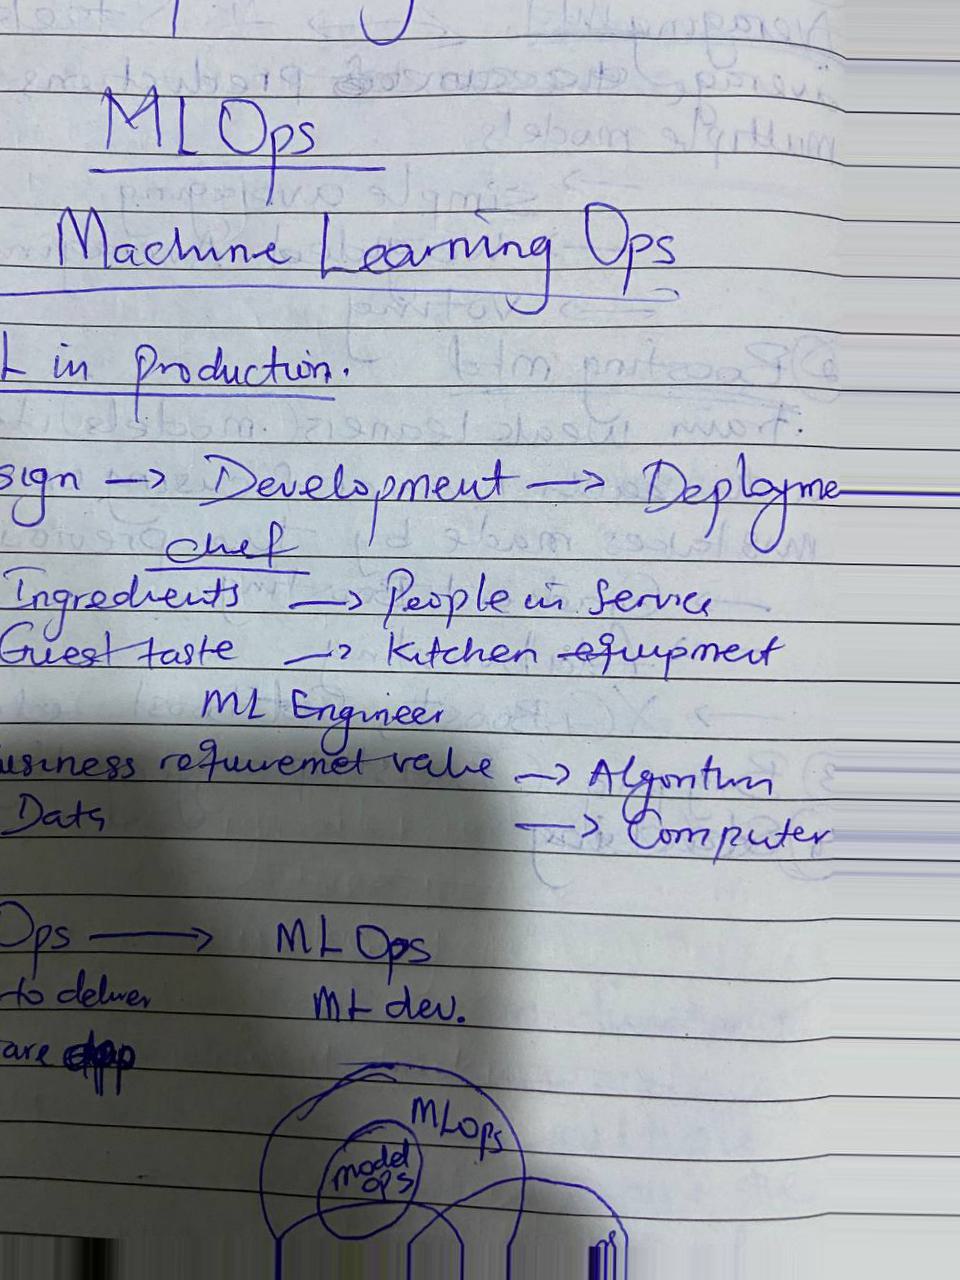 MLOps
Machine Learning Ops
L in production.
sign → Development → Deployme
chef
Ingredients → People in Service
Guest taste → Kitchen equipment
ML Engineer
usiness requiremet value → Algorithm
Data → Computer
Ops → MLOps
to deliver ML dev.
are app
MLOps
model
OPS